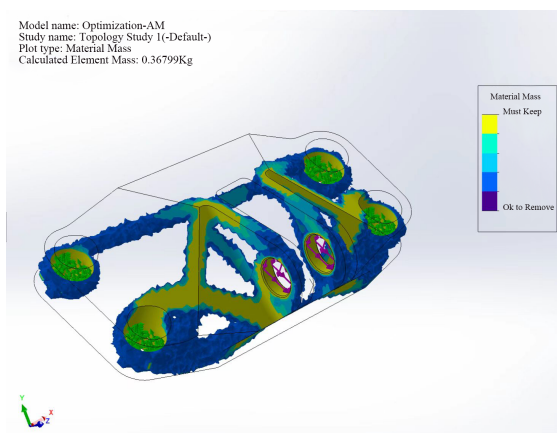 Model name: Optimization-AM
Study name: Topology Study 1(-Default-)
Plot type: Material Mass
Calculated Element Mass: 0.36799Kg
Material Mass
Must Keep
Ok to Remove
Y
X
Z